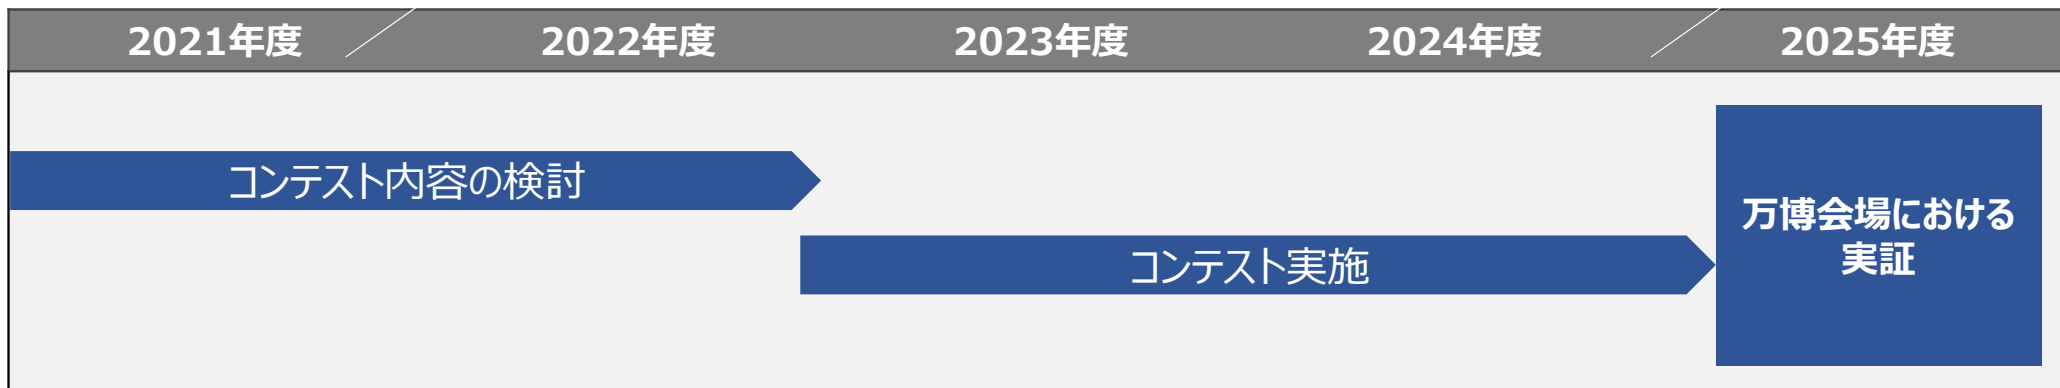 2021年度 2022年度 2023年度 2024年度 2025年度
コンテスト内容の検討
コンテスト実施
万博会場における
実証